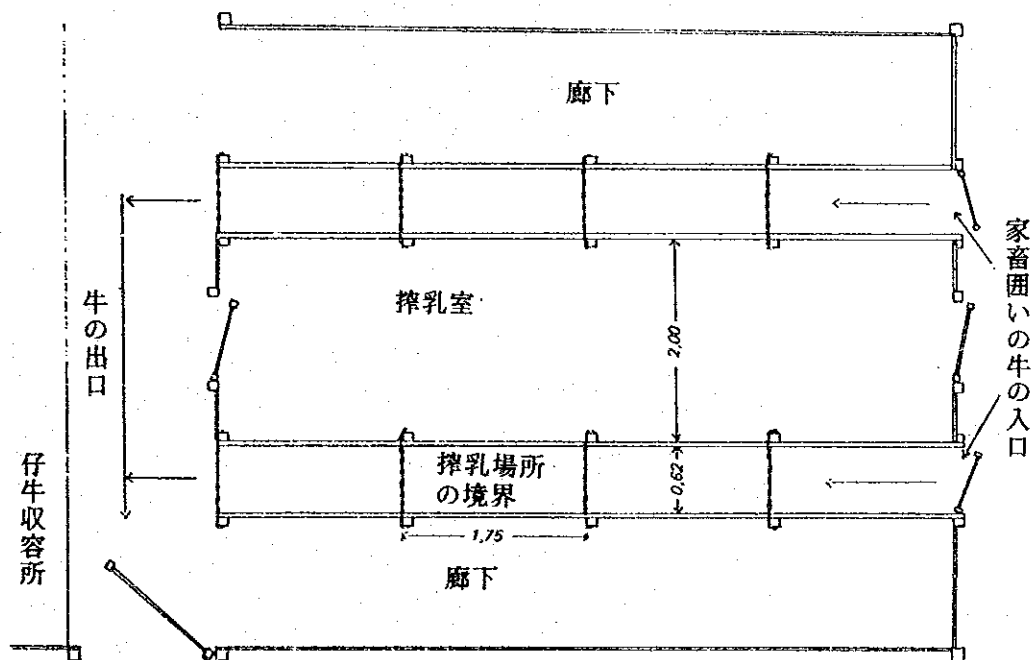 廊下
搾乳室
2,00
家畜囲いの牛の入口
牛の出口
搾乳場所
の境界
0,62
1,75
仔牛収容所
廊下